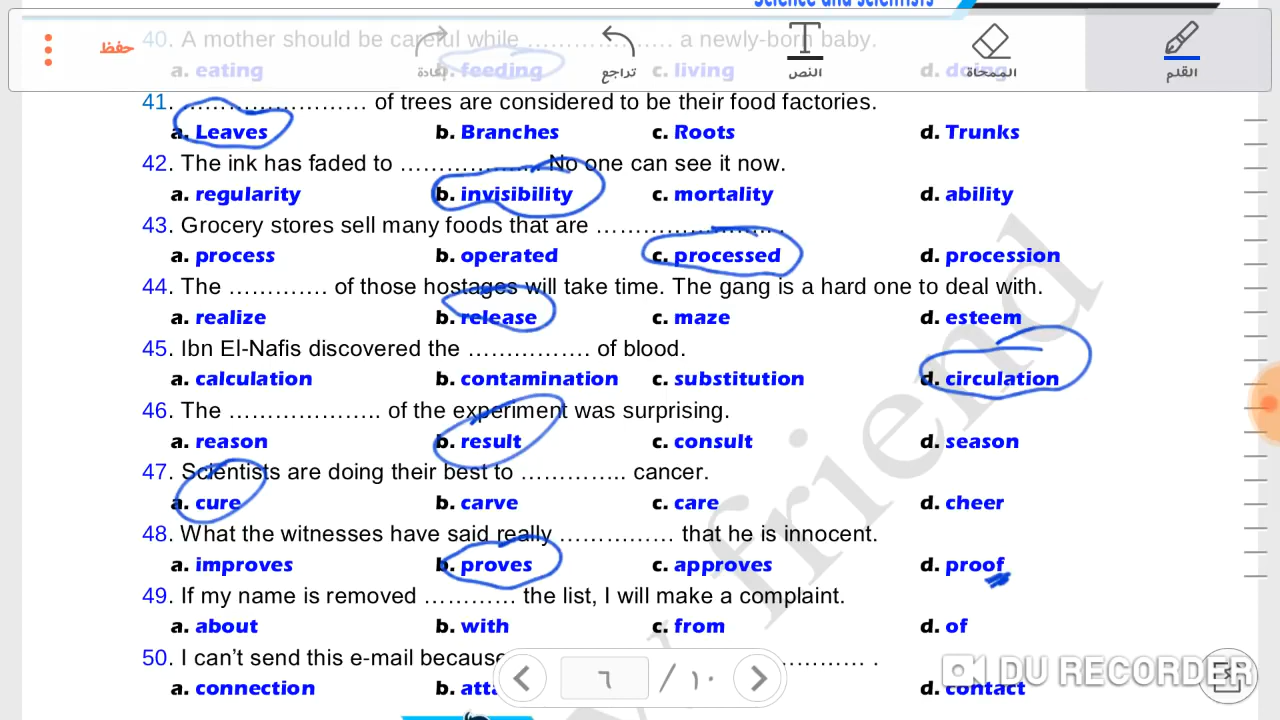 Science and Scientists
حفظ
إعادة
تراجع
النص
الممحاة
القلم
40. A mother should be careful while ………………… a newly-born baby.
a. eating b. feeding c. living d. doing
41. …………………… of trees are considered to be their food factories.
a. Leaves b. Branches c. Roots d. Trunks
42. The ink has faded to ……………… . No one can see it now.
a. regularity b. invisibility c. mortality d. ability
43. Grocery stores sell many foods that are …………………… .
a. process b. operated c. processed d. procession
44. The …………. of those hostages will take time. The gang is a hard one to deal with.
a. realize b. release c. maze d. esteem
45. Ibn El-Nafis discovered the ……………. of blood.
a. calculation b. contamination c. substitution d. circulation
46. The ……………….. of the experiment was surprising.
a. reason b. result c. consult d. season
47. Scientists are doing their best to ………….. cancer.
a. cure b. carve c. care d. cheer
48. What the witnesses have said really …………… that he is innocent.
a. improves b. proves c. approves d. proof
49. If my name is removed ………… the list, I will make a complaint.
a. about b. with c. from d. of
50. I can’t send this e-mail because ………… .
a. connection b. d. contact
٦ / ١٠
DU RECORDER
friend